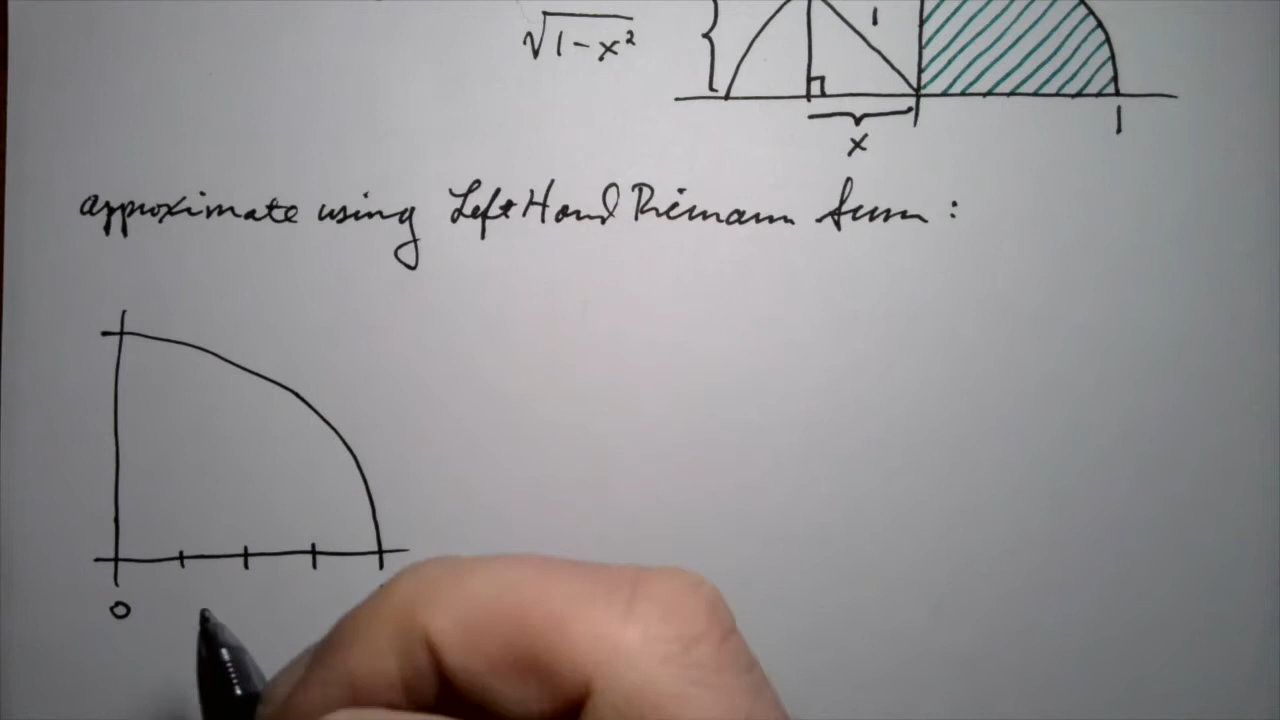 √1-x²
1
x
1
approximate using Left Hand Riemann Sum :
0